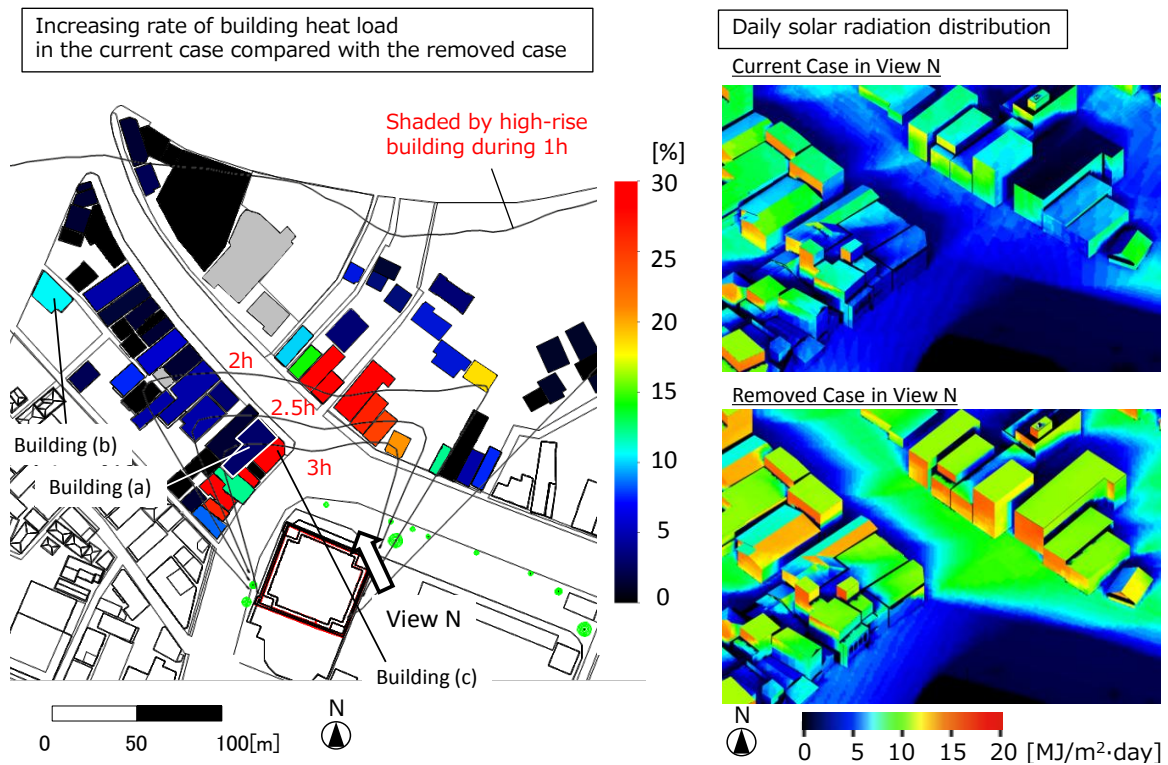 Increasing rate of building heat load
in the current case compared with the removed case
Shaded by high-rise
building during 1h
[%]
30
25
20
15
10
5
0
2h
2.5h
3h
Building (b)
Building (a)
View N
Building (c)
N
0 50 100[m]
Daily solar radiation distribution
Current Case in View N
Removed Case in View N
N
0 5 10 15 20 [MJ/m²·day]